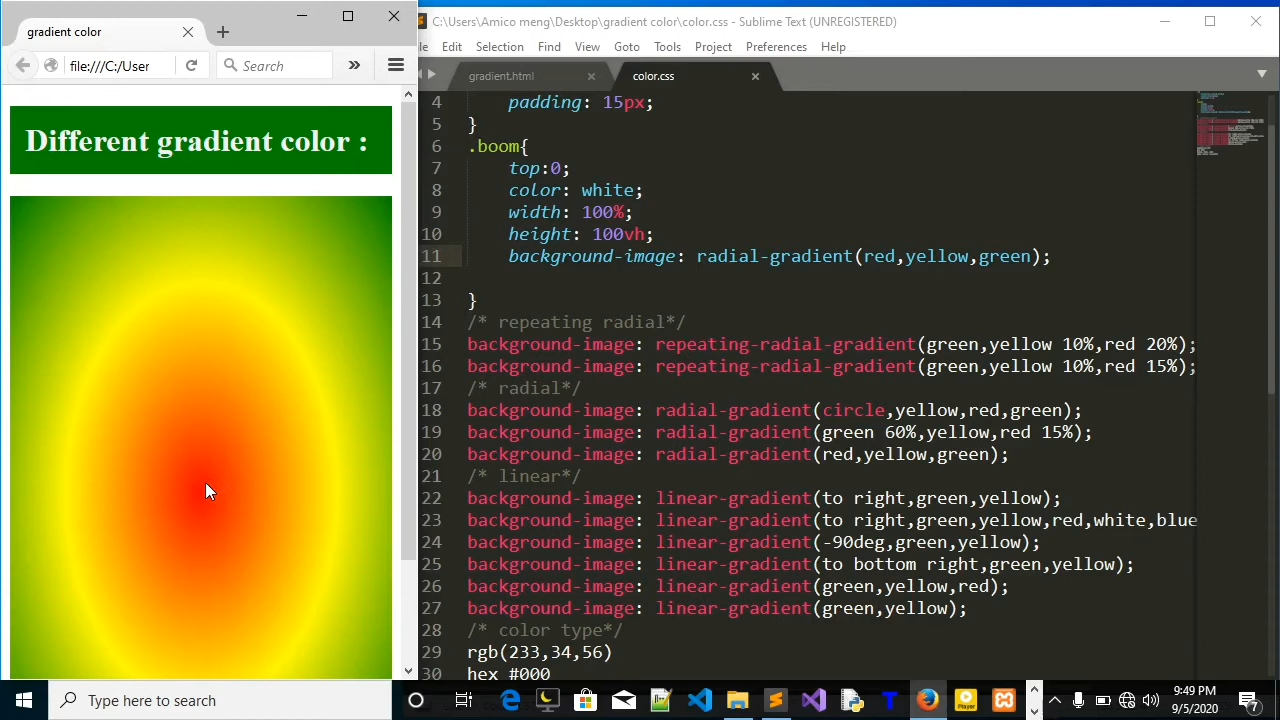 gradient color
file:///C:/User
Search
Different gradient color :
C:\Users\Amico meng\Desktop\gradient color\color.css - Sublime Text (UNREGISTERED)
le Edit Selection Find View Goto Tools Project Preferences Help
gradient.html color.css
4 padding: 15px;
5 }
6 .boom{
7 top:0;
8 color: white;
9 width: 100%;
10 height: 100vh;
11 background-image: radial-gradient(red,yellow,green);
12
13 }
14 /* repeating radial*/
15 background-image: repeating-radial-gradient(green,yellow 10%,red 20%);
16 background-image: repeating-radial-gradient(green,yellow 10%,red 15%);
17 /* radial*/
18 background-image: radial-gradient(circle,yellow,red,green);
19 background-image: radial-gradient(green 60%,yellow,red 15%);
20 background-image: radial-gradient(red,yellow,green);
21 /* linear*/
22 background-image: linear-gradient(to right,green,yellow);
23 background-image: linear-gradient(to right,green,yellow,red,white,blue
24 background-image: linear-gradient(-90deg,green,yellow);
25 background-image: linear-gradient(to bottom right,green,yellow);
26 background-image: linear-gradient(green,yellow,red);
27 background-image: linear-gradient(green,yellow);
28 /* color type*/
29 rgb(233,34,56)
30 hex #000
Type here to search
T
Player
9:49 PM
9/5/2020
7